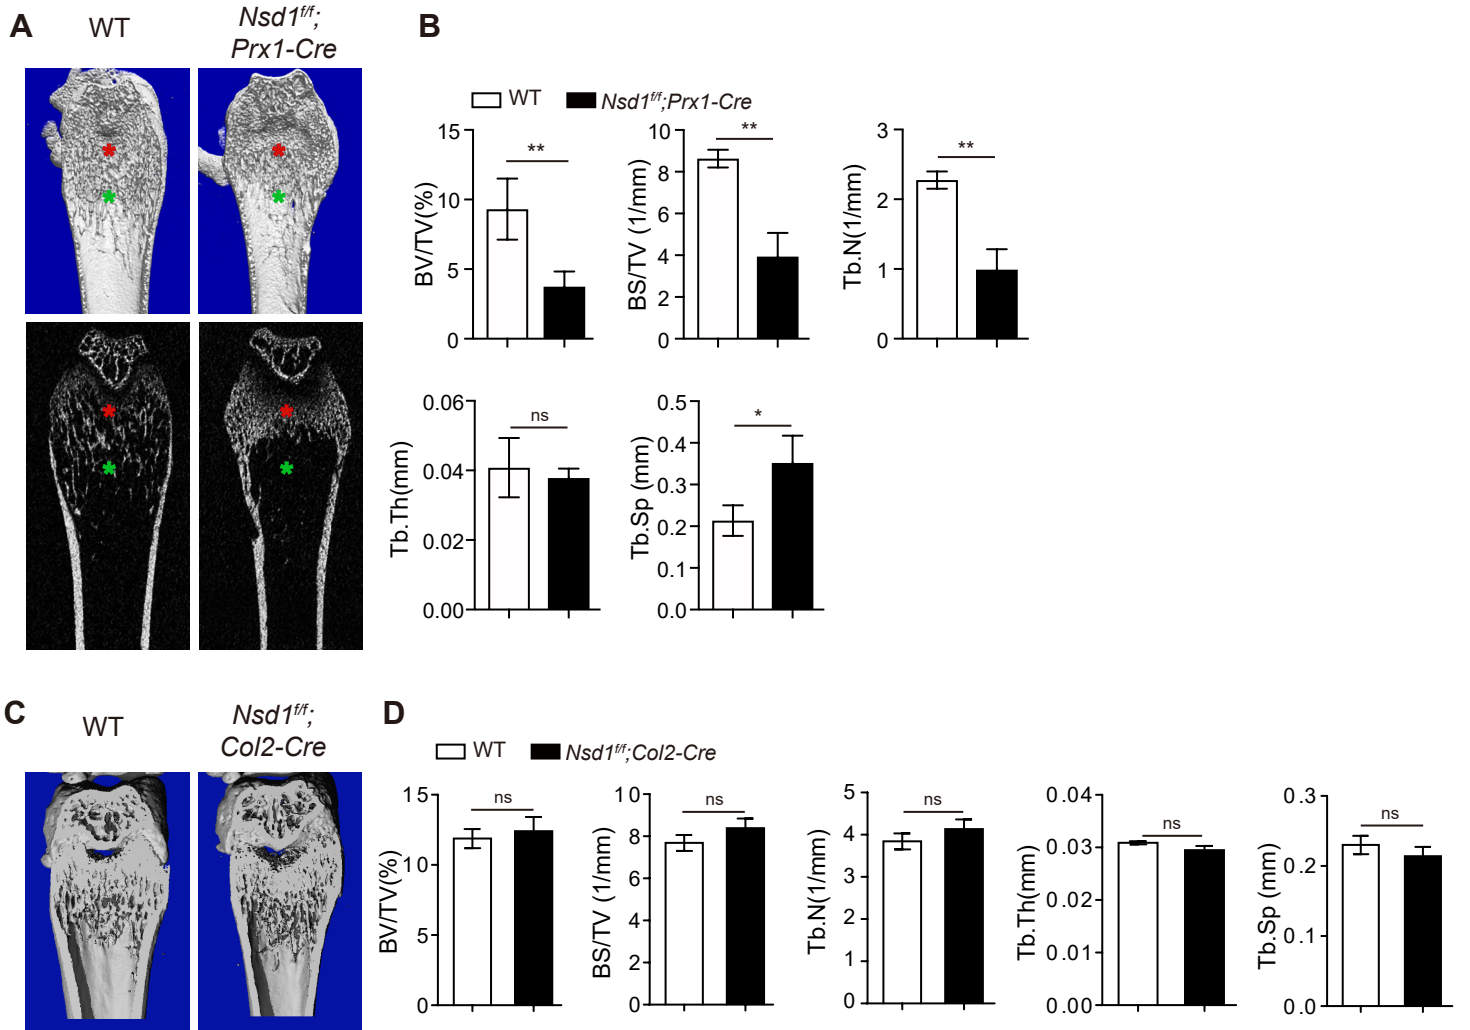 A
WT
Nsd1f/f;
Prx1-Cre
B
WT
Nsd1f/f;Prx1-Cre
BV/TV(%)
15
10
5
0
**
BS/TV (1/mm)
10
8
6
4
2
0
**
Tb.N(1/mm)
3
2
1
0
**
Tb.Th(mm)
0.06
0.04
0.02
0.00
ns
Tb.Sp (mm)
0.5
0.4
0.3
0.2
0.1
0.0
*
C
WT
Nsd1f/f;
Col2-Cre
D
WT
Nsd1f/f;Col2-Cre
BV/TV(%)
15
10
5
0
ns
BS/TV (1/mm)
10
8
6
4
2
0
ns
Tb.N(1/mm)
5
4
3
2
1
0
ns
Tb.Th(mm)
0.04
0.03
0.02
0.01
0.00
ns
Tb.Sp (mm)
0.3
0.2
0.1
0.0
ns